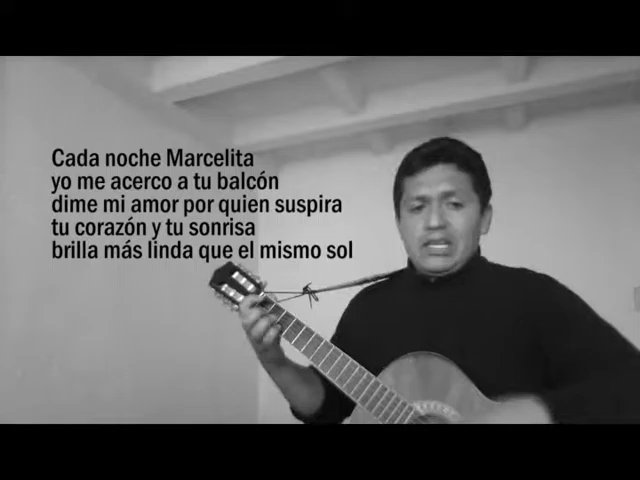 Cada noche Marcelita
yo me acerco a tu balcón
dime mi amor por quien suspira
tu corazón y tu sonrisa
brilla más linda que el mismo sol